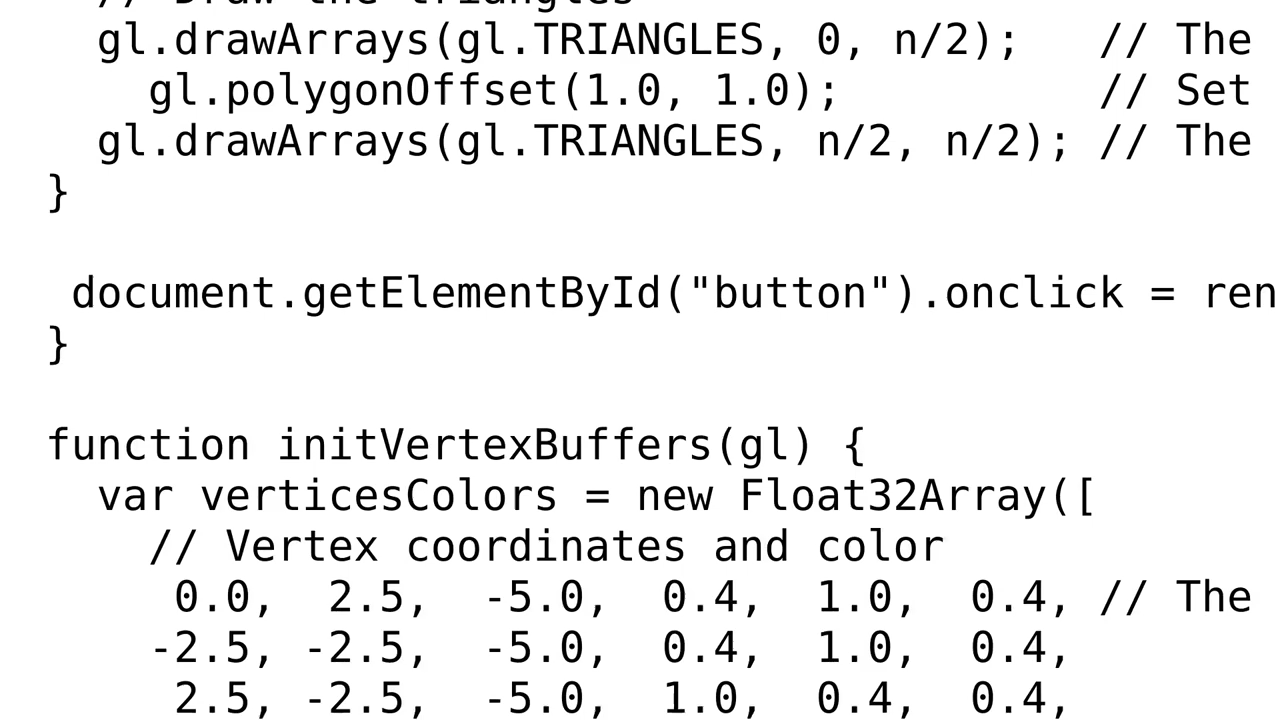 // Draw the triangles
gl.drawArrays(gl.TRIANGLES, 0, n/2);   // The
gl.polygonOffset(1.0, 1.0);          // Set
gl.drawArrays(gl.TRIANGLES, n/2, n/2); // The
}
document.getElementById("button").onclick = ren
}
function initVertexBuffers(gl) {
var verticesColors = new Float32Array([
// Vertex coordinates and color
0.0,  2.5,  -5.0,  0.4,  1.0,  0.4, // The
-2.5, -2.5,  -5.0,  0.4,  1.0,  0.4,
2.5, -2.5,  -5.0,  1.0,  0.4,  0.4,